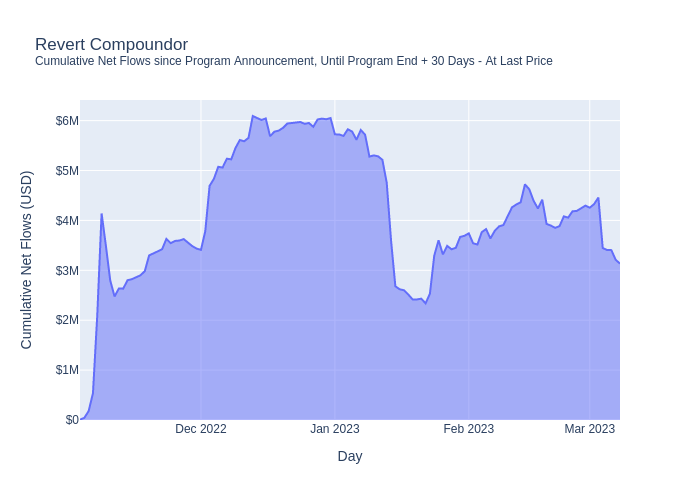 Revert Compoundor
Cumulative Net Flows since Program Announcement, Until Program End + 30 Days - At Last Price
$6M
$5M
$4M
$3M
$2M
$1M
$0
Cumulative Net Flows (USD)
Dec 2022
Jan 2023
Feb 2023
Mar 2023
Day